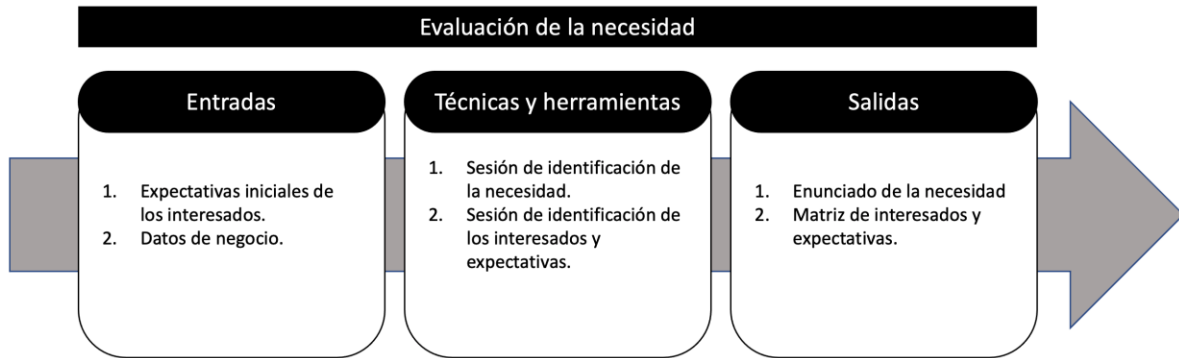 Evaluación de la necesidad
Entradas
1. Expectativas iniciales de
los interesados.
2. Datos de negocio.
Técnicas y herramientas
1. Sesión de identificación de
la necesidad.
2. Sesión de identificación de
los interesados y
expectativas.
Salidas
1. Enunciado de la necesidad
2. Matriz de interesados y
expectativas.